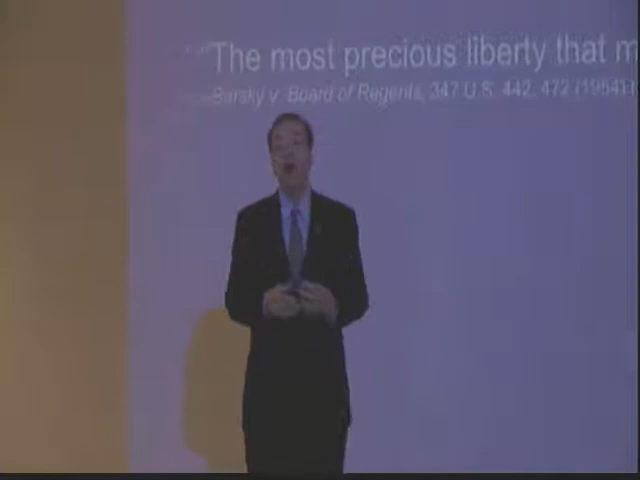 "The most precious liberty that m
Barsky v. Board of Regents, 347 U.S. 442, 472 (1954)